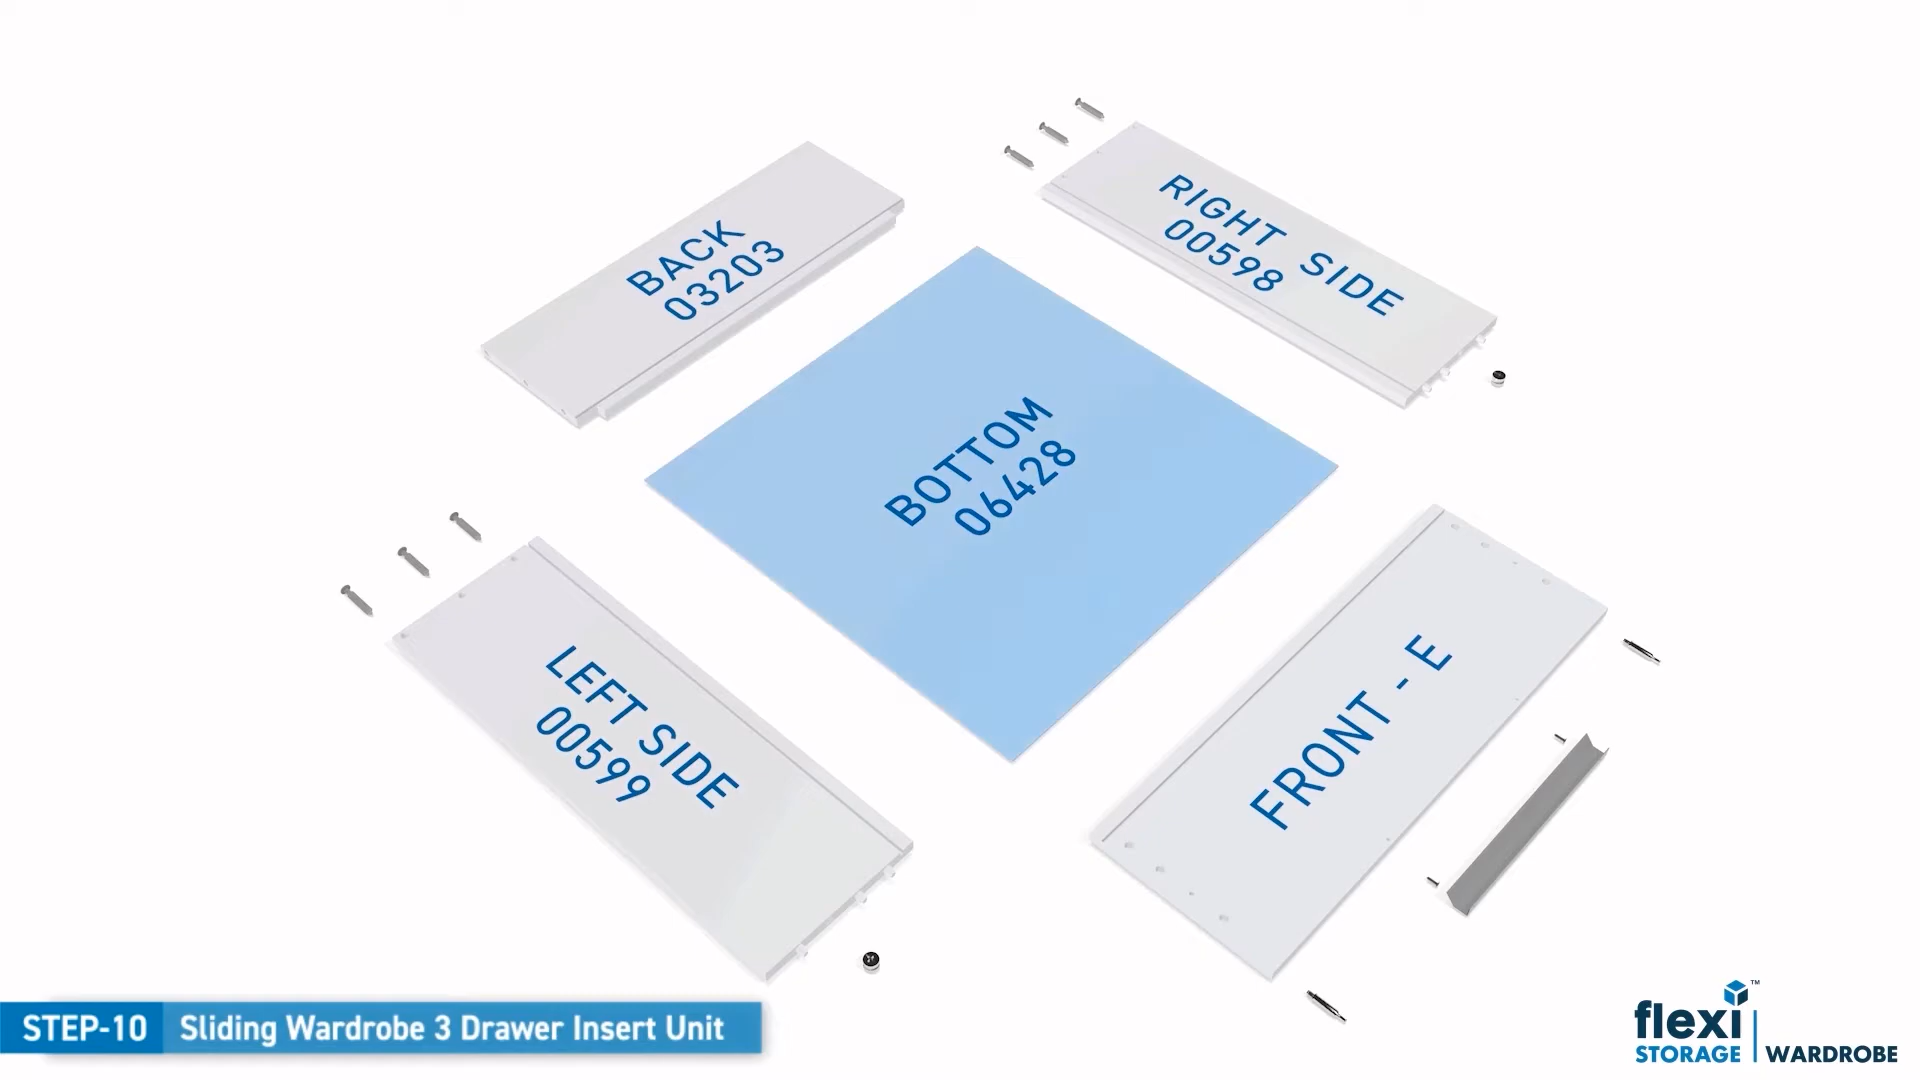 BACK
03203
RIGHT SIDE
00598
BOTTOM
06428
LEFT SIDE
00599
FRONT - E
STEP-10 Sliding Wardrobe 3 Drawer Insert Unit
flexi™
STORAGE | WARDROBE